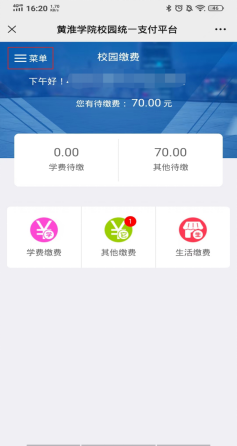 16:20
黄淮学院校园统一支付平台
菜单
校园缴费
下午好！
您有待缴费：70.00 元
0.00
70.00
学费待缴
其他待缴
1
学费缴费
其他缴费
生活缴费